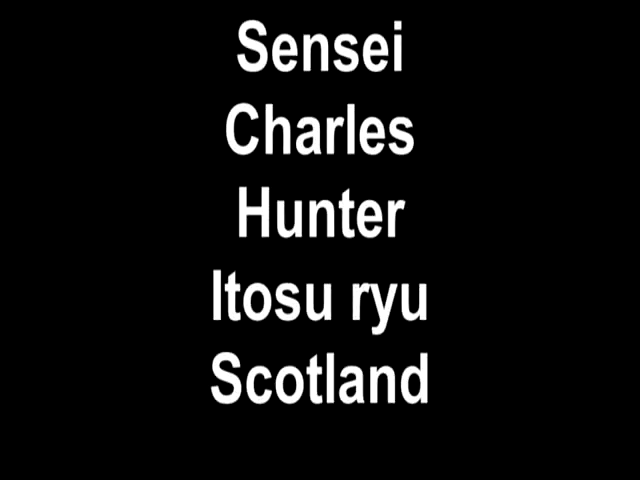 Sensei
Charles
Hunter
Itosu ryu
Scotland